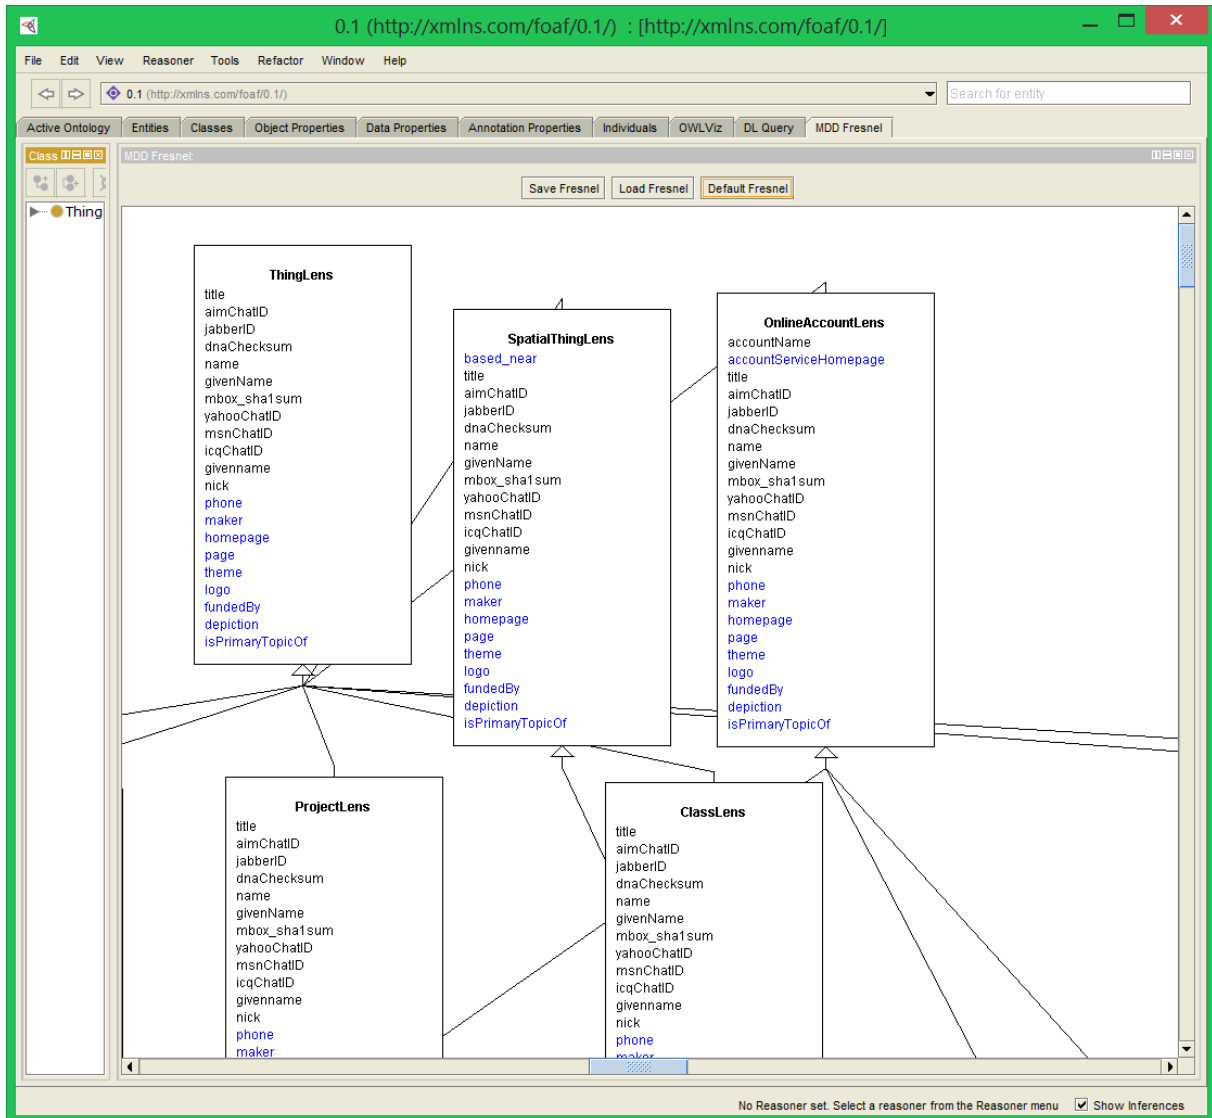 0.1 (http://xmlns.com/foaf/0.1/) : [http://xmlns.com/foaf/0.1/]
File Edit View Reasoner Tools Refactor Window Help
0.1 (http://xmlns.com/foaf/0.1/)
Search for entity
Active Ontology Entities Classes Object Properties Data Properties Annotation Properties Individuals OWLViz DL Query MDD Fresnel
Class
MDD Fresnel:
Save Fresnel Load Fresnel Default Fresnel
Thing
ThingLens
title
aimChatID
jabberID
dnaChecksum
name
givenName
mbox_sha1sum
yahooChatID
msnChatID
icqChatID
givenname
nick
phone
maker
homepage
page
theme
logo
fundedBy
depiction
isPrimaryTopicOf
SpatialThingLens
based_near
title
aimChatID
jabberID
dnaChecksum
name
givenName
mbox_sha1sum
yahooChatID
msnChatID
icqChatID
givenname
nick
phone
maker
homepage
page
theme
logo
fundedBy
depiction
isPrimaryTopicOf
OnlineAccountLens
accountName
accountServiceHomepage
title
aimChatID
jabberID
dnaChecksum
name
givenName
mbox_sha1sum
yahooChatID
msnChatID
icqChatID
givenname
nick
phone
maker
homepage
page
theme
logo
fundedBy
depiction
isPrimaryTopicOf
ProjectLens
title
aimChatID
jabberID
dnaChecksum
name
givenName
mbox_sha1sum
yahooChatID
msnChatID
icqChatID
givenname
nick
phone
maker
ClassLens
title
aimChatID
jabberID
dnaChecksum
name
givenName
mbox_sha1sum
yahooChatID
msnChatID
icqChatID
givenname
nick
phone
maker
No Reasoner set. Select a reasoner from the Reasoner menu Show Inferences